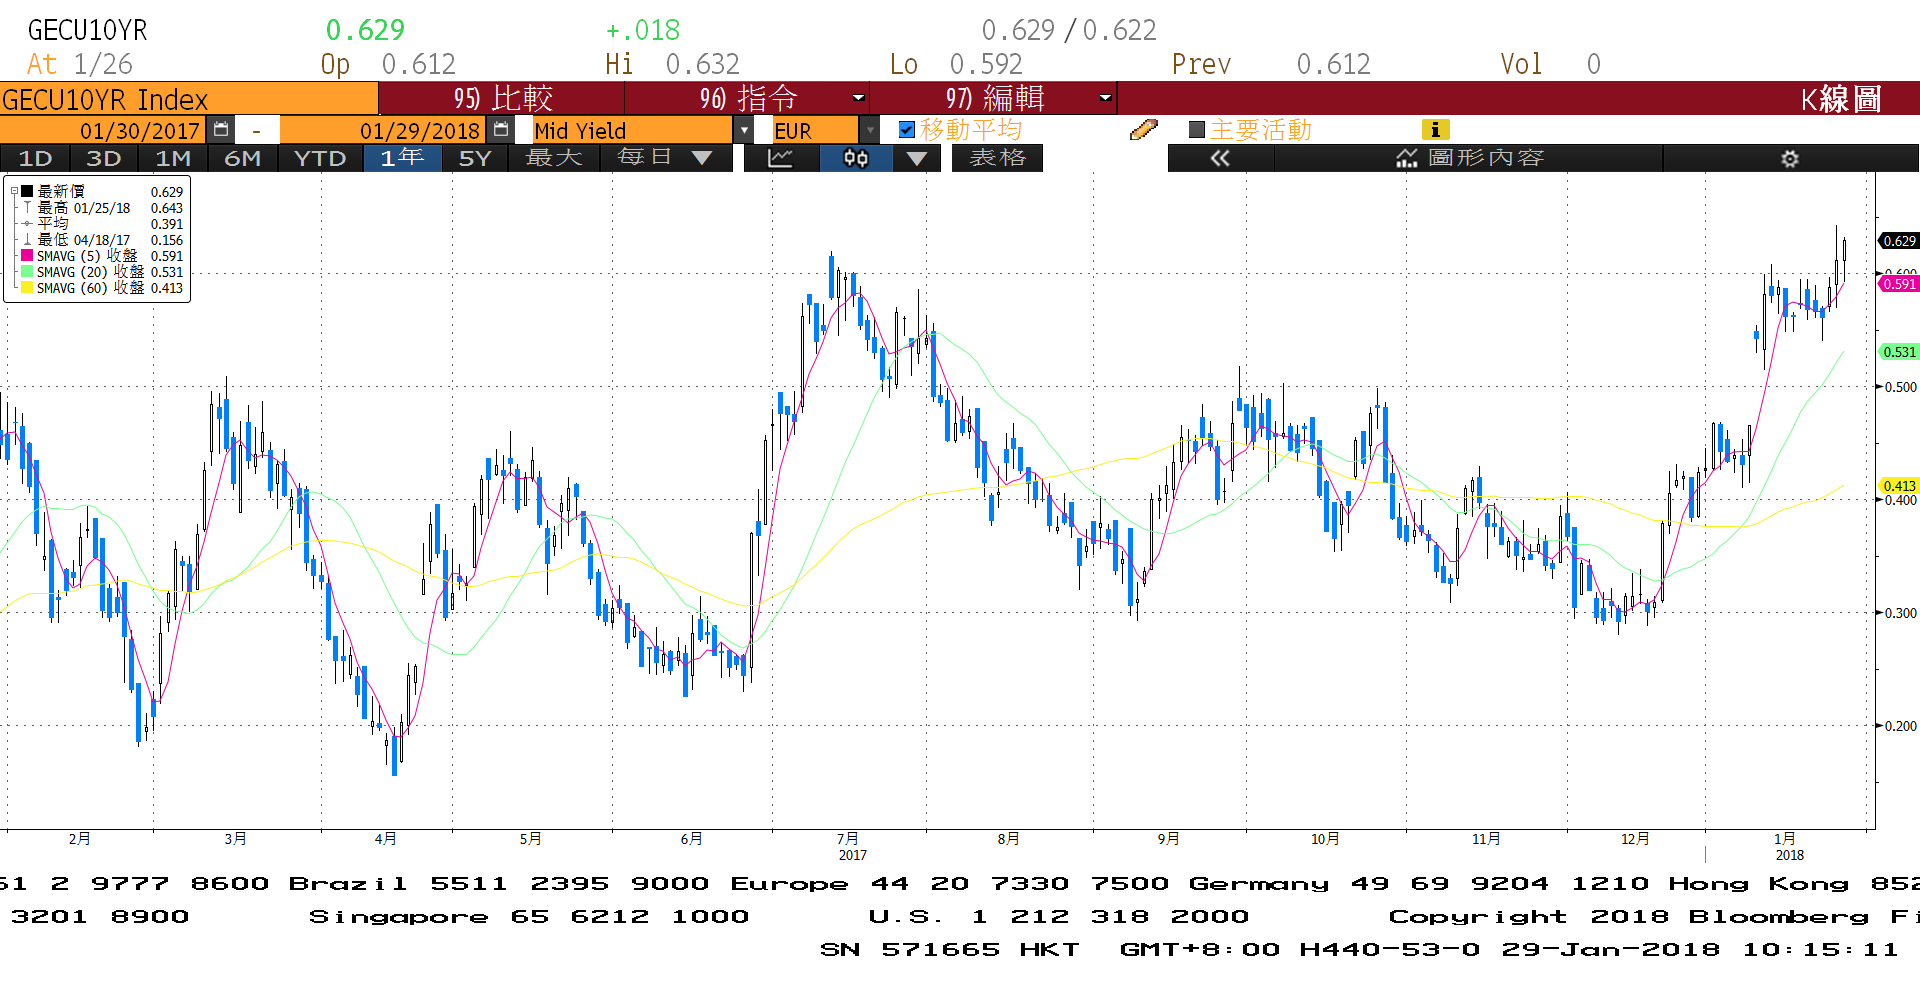 GECU10YR 0.629 +.018 0.629 / 0.622
At 1/26 Op 0.612 Hi 0.632 Lo 0.592 Prev 0.612 Vol 0
GECU10YR Index 95) 比較 96) 指令 97) 編輯 K線圖
01/30/2017 - 01/29/2018 Mid Yield EUR 移動平均 主要活動
1D 3D 1M 6M YTD 1年 5Y 最大 每日 表格 圖形內容
最新價 0.629
最高 01/25/18 0.643
平均 0.391
最低 04/18/17 0.156
SMAVG (5) 收盤 0.591
SMAVG (20) 收盤 0.531
SMAVG (60) 收盤 0.413
0.629
0.600
0.591
0.531
0.500
0.413
0.400
0.300
0.200
2月 3月 4月 5月 6月 7月 8月 9月 10月 11月 12月 1月
2017 2018
61 2 9777 8600 Brazil 5511 2395 9000 Europe 44 20 7330 7500 Germany 49 69 9204 1210 Hong Kong 852
3201 8900 Singapore 65 6212 1000 U.S. 1 212 318 2000 Copyright 2018 Bloomberg Fi
SN 571665 HKT GMT+8:00 H440-53-0 29-Jan-2018 10:15:11